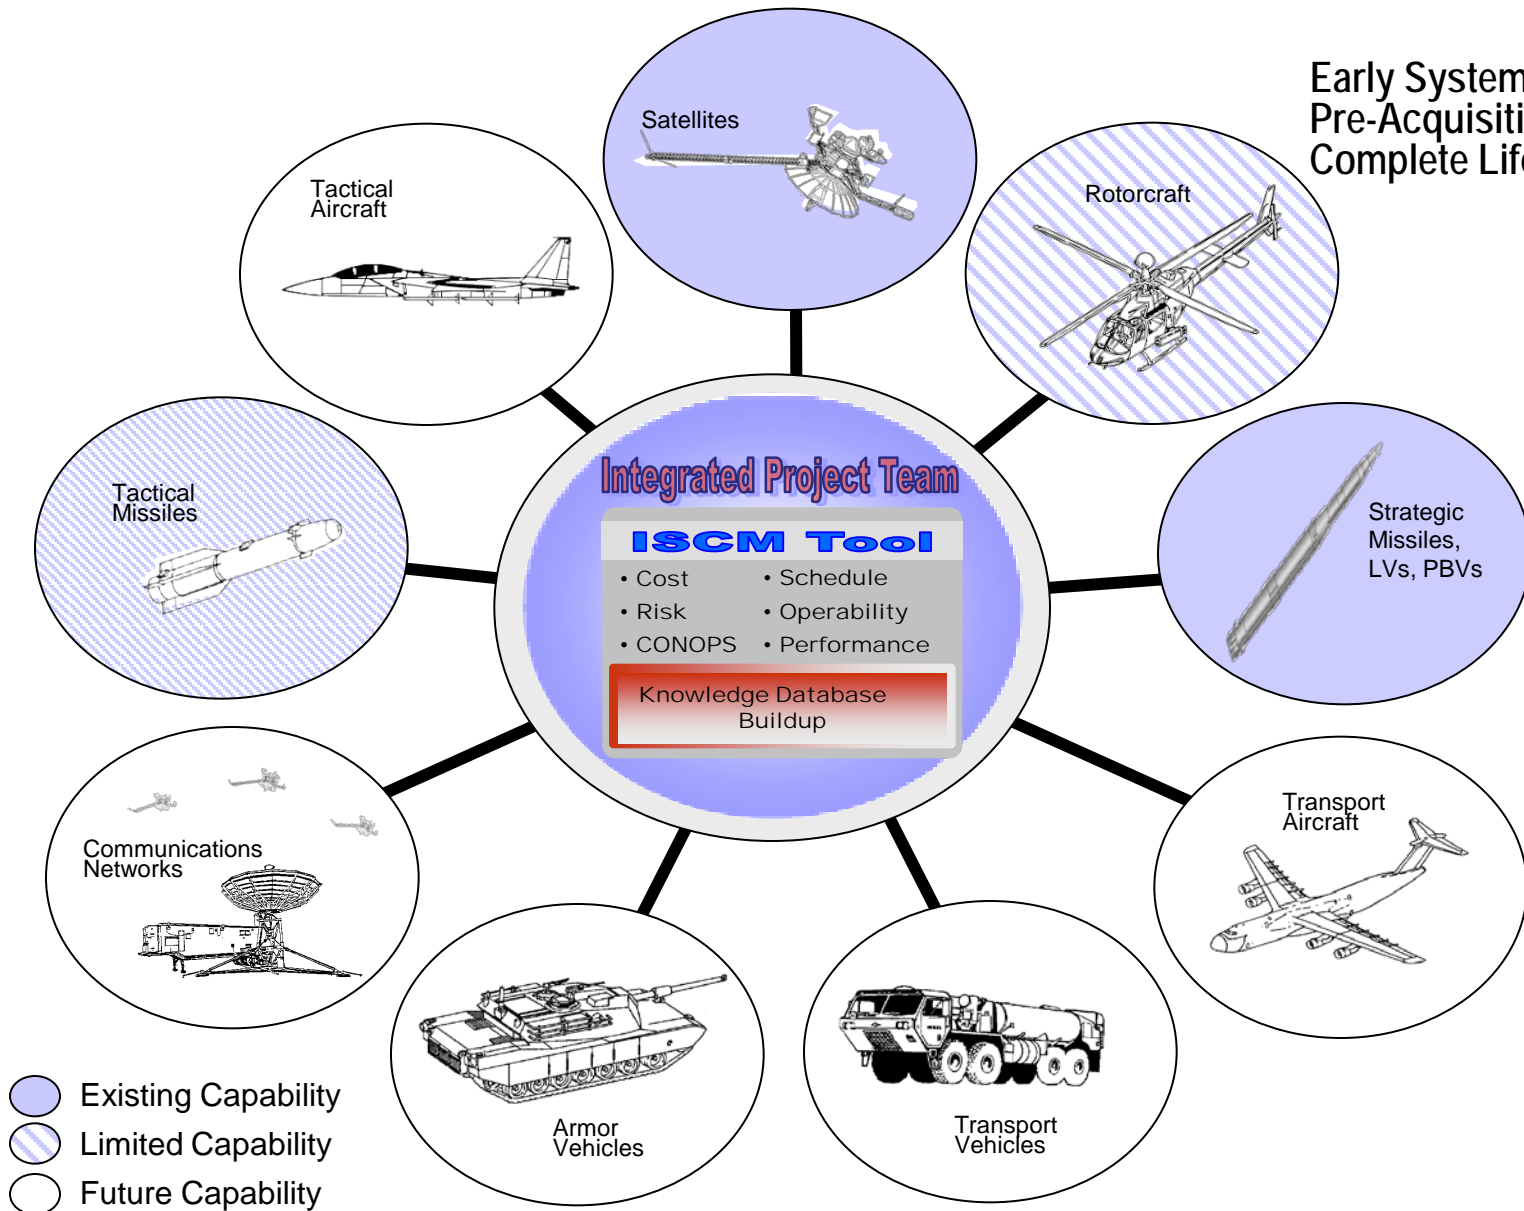 Early System
Pre-Acquisiti
Complete Life
Satellites
Tactical
Aircraft
Rotorcraft
Tactical
Missiles
Strategic
Missiles,
LVs, PBVs
Integrated Project Team
ISCM Tool
• Cost
• Schedule
• Risk
• Operability
• CONOPS
• Performance
Knowledge Database
Buildup
Communications
Networks
Transport
Aircraft
Armor
Vehicles
Transport
Vehicles
Existing Capability
Limited Capability
Future Capability